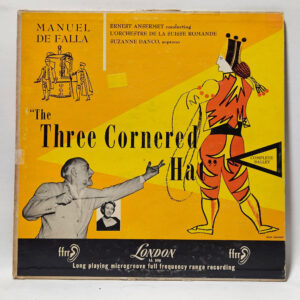 MANUEL
DE FALLA
ERNEST ANSERMET conducting
L'ORCHESTRE DE LA SUISSE ROMANDE
SUZANNE DANCO, soprano
"The
Three Cornered
Hat"
COMPLETE
BALLET
ffrr
LONDON
ffrr
Long playing microgroove full frequency range recording